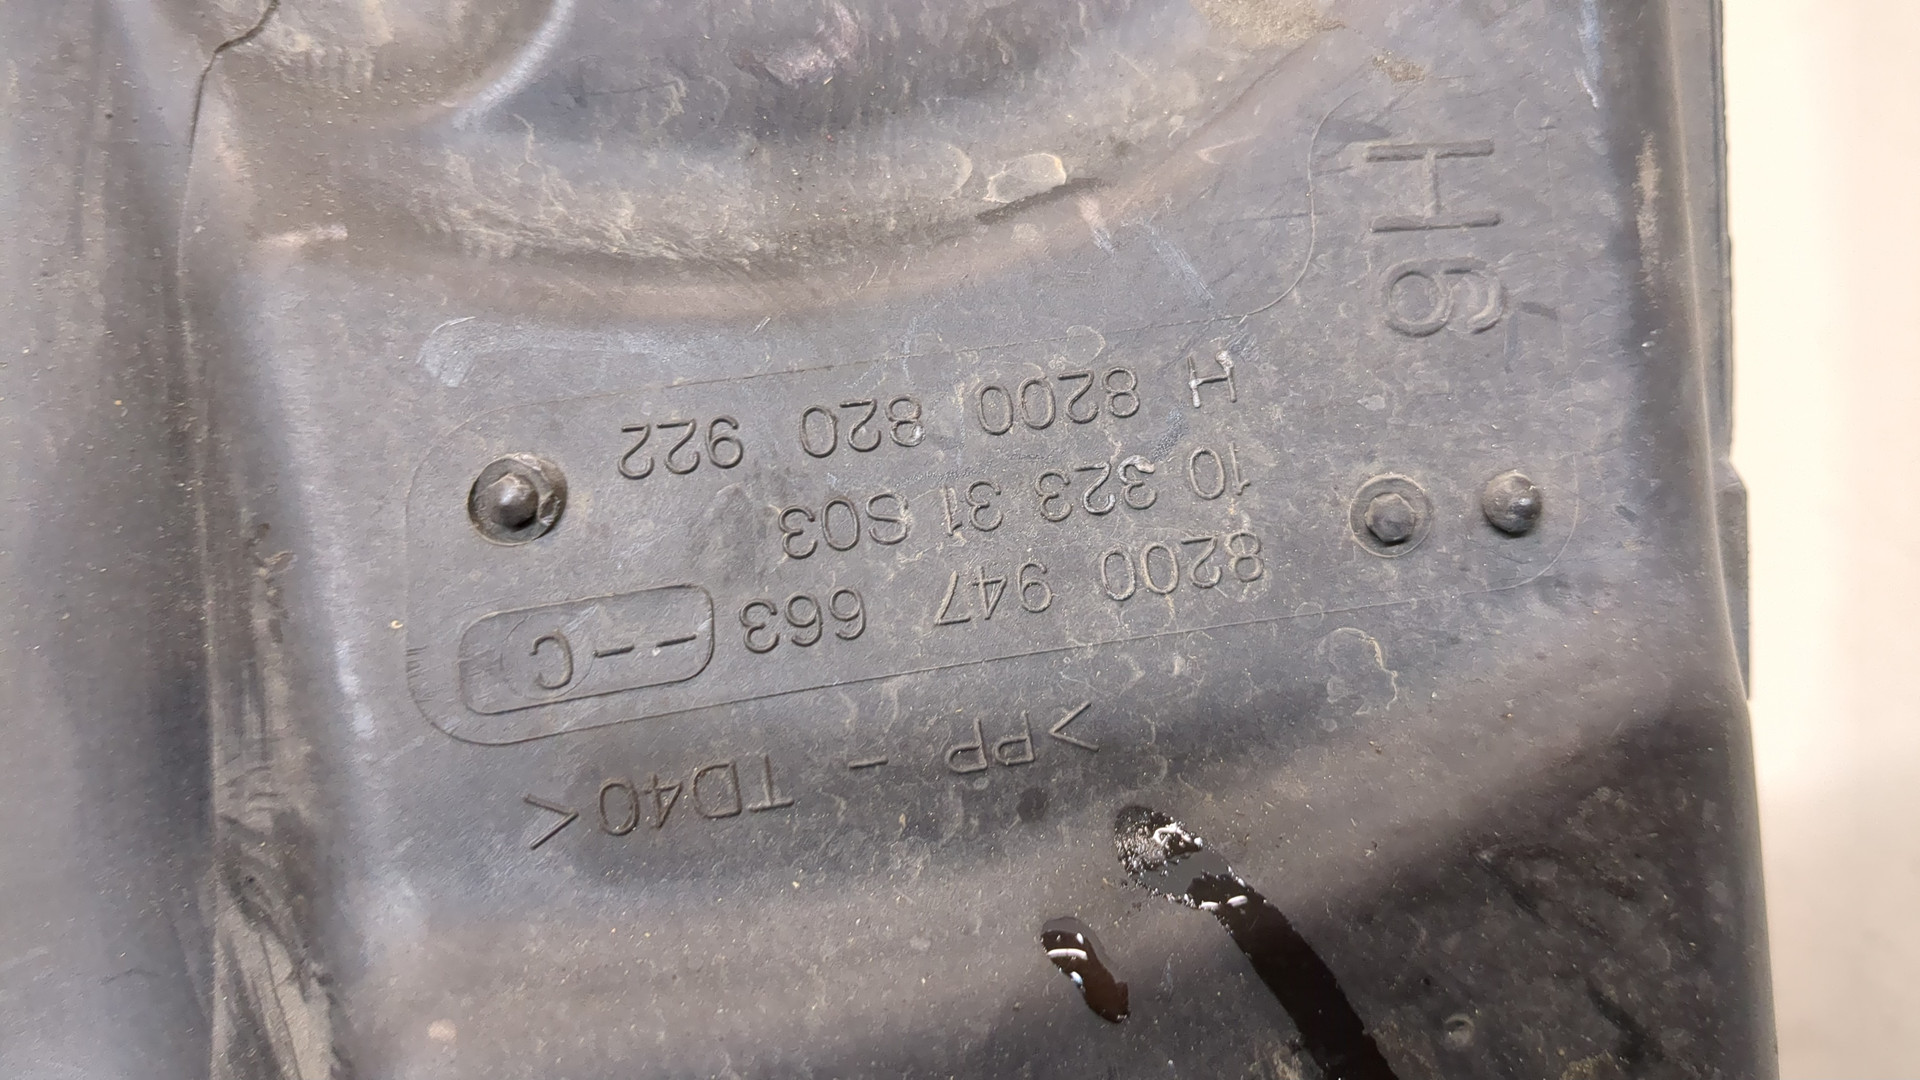 >PP - TD40<
8200 947 663 --C
10 323 31 S03
H 8200 820 922
H6